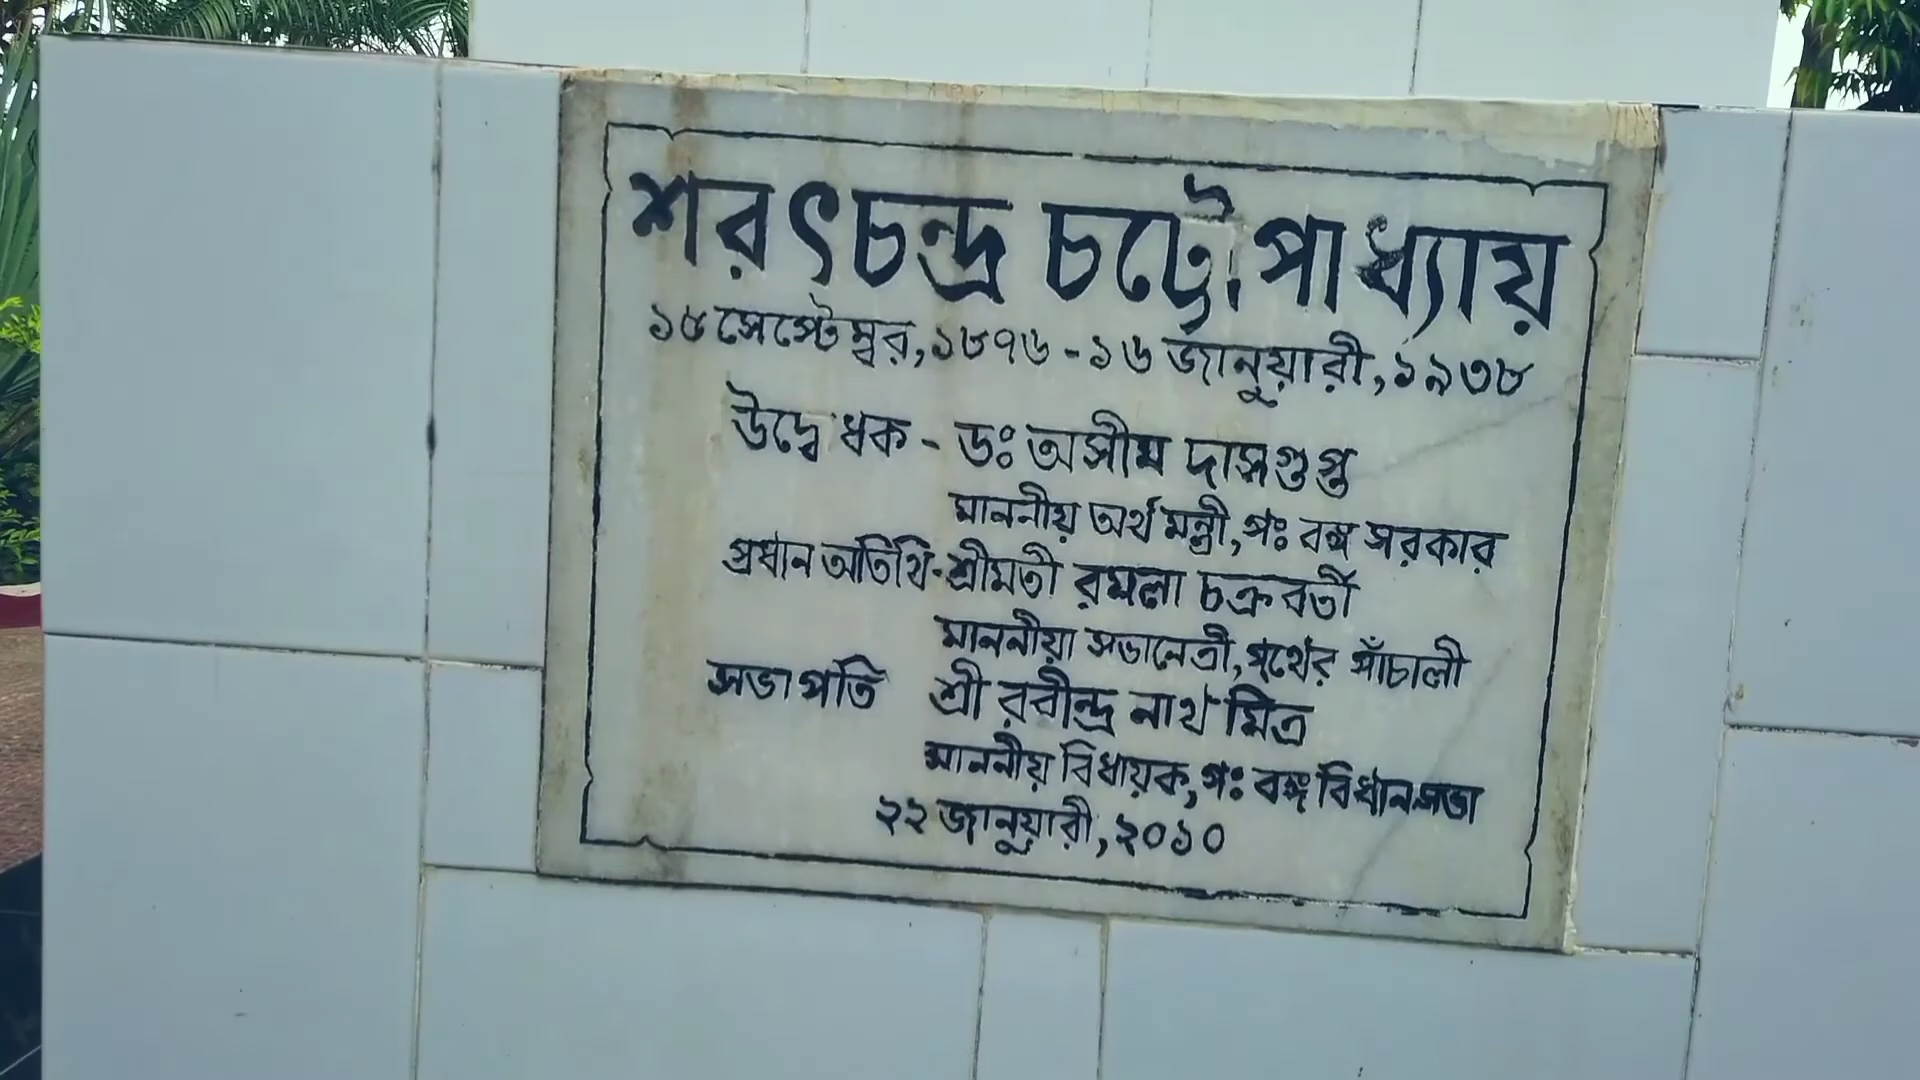 শরৎচন্দ্র চট্টোপাধ্যায়
১৫ সেপ্টেম্বর, ১৮৭৬ - ১৬ জানুয়ারী, ১৯৩৮
উদ্বোধক - ডঃ অসীম দাসগুপ্ত
মাননীয় অর্থ মন্ত্রী, পঃ বঙ্গ সরকার
প্রধান অতিথি - শ্রীমতী রমলা চক্রবর্তী
মাননীয়া সভানেত্রী, পথের পাঁচালী
সভাপতি শ্রী রবীন্দ্র নাথ মিত্র
মাননীয় বিধায়ক, পঃ বঙ্গ বিধানসভা
২২ জানুয়ারী, ২০১০